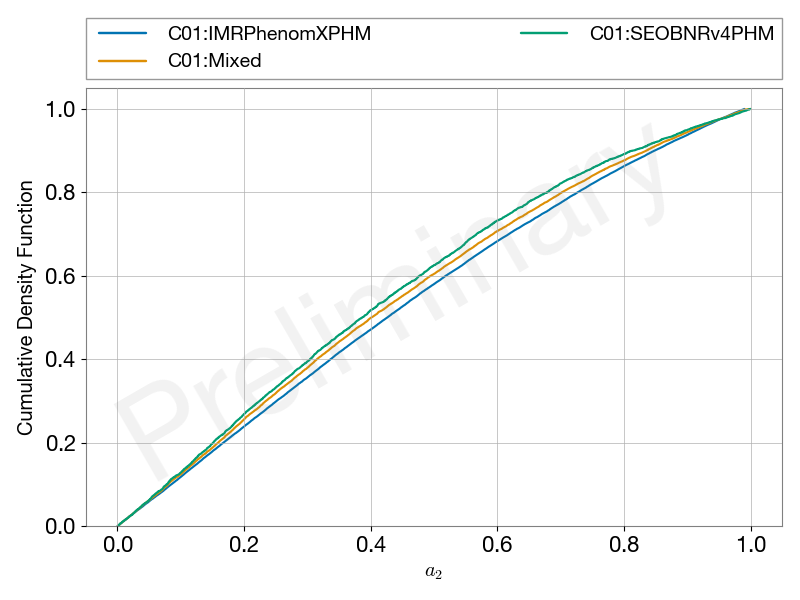 C01:IMRPhenomXPHM
C01:Mixed
C01:SEOBNRv4PHM
1.0
0.8
0.6
0.4
0.2
0.0
Cumulative Density Function
Preliminary
0.0 0.2 0.4 0.6 0.8 1.0
a₂